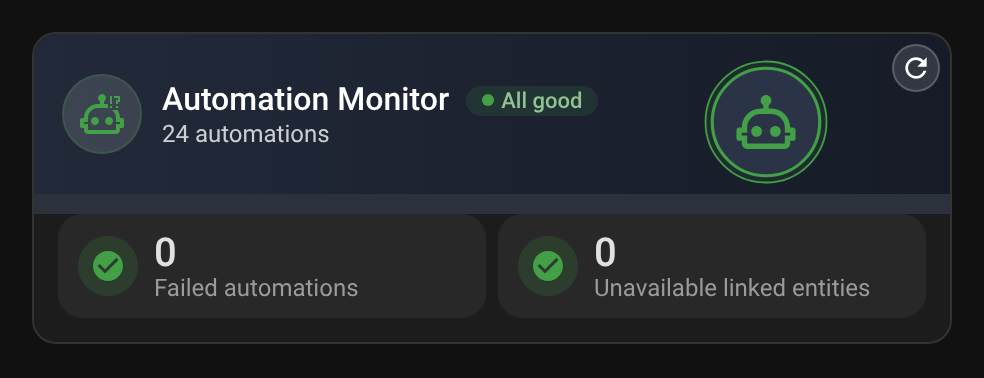 Automation Monitor
All good
24 automations
0
Failed automations
0
Unavailable linked entities